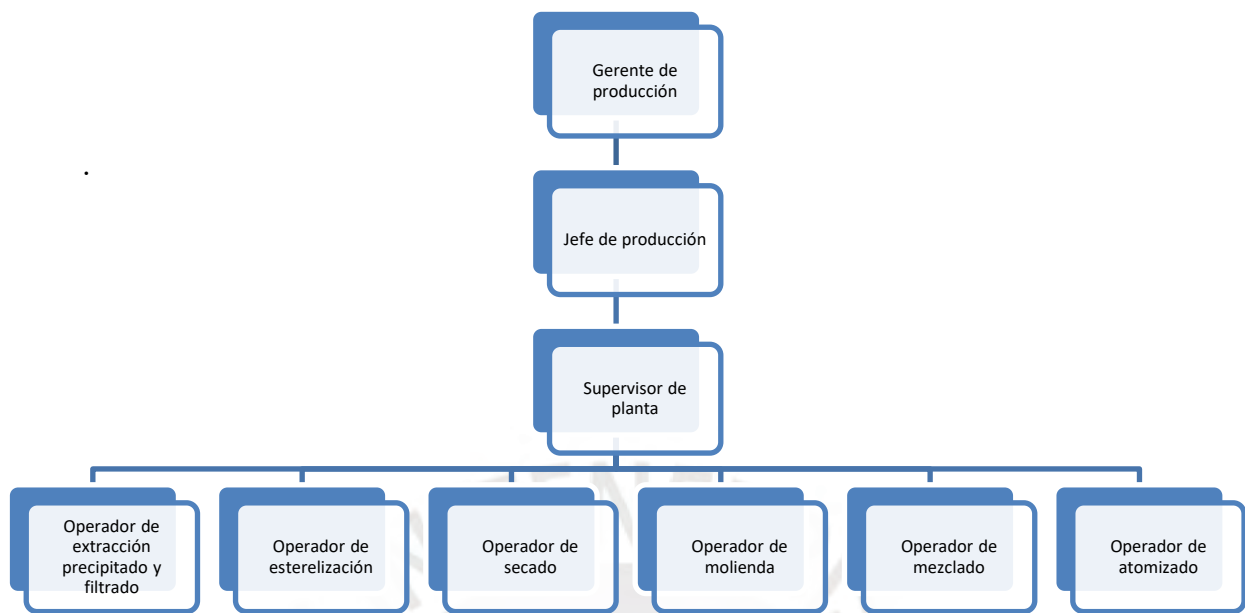 Gerente de
producción
.
Jefe de producción
Supervisor de
planta
Operador de
extracción
precipitado y
filtrado
Operador de
esterelización
Operador de
secado
Operador de
molienda
Operador de
mezclado
Operador de
atomizado